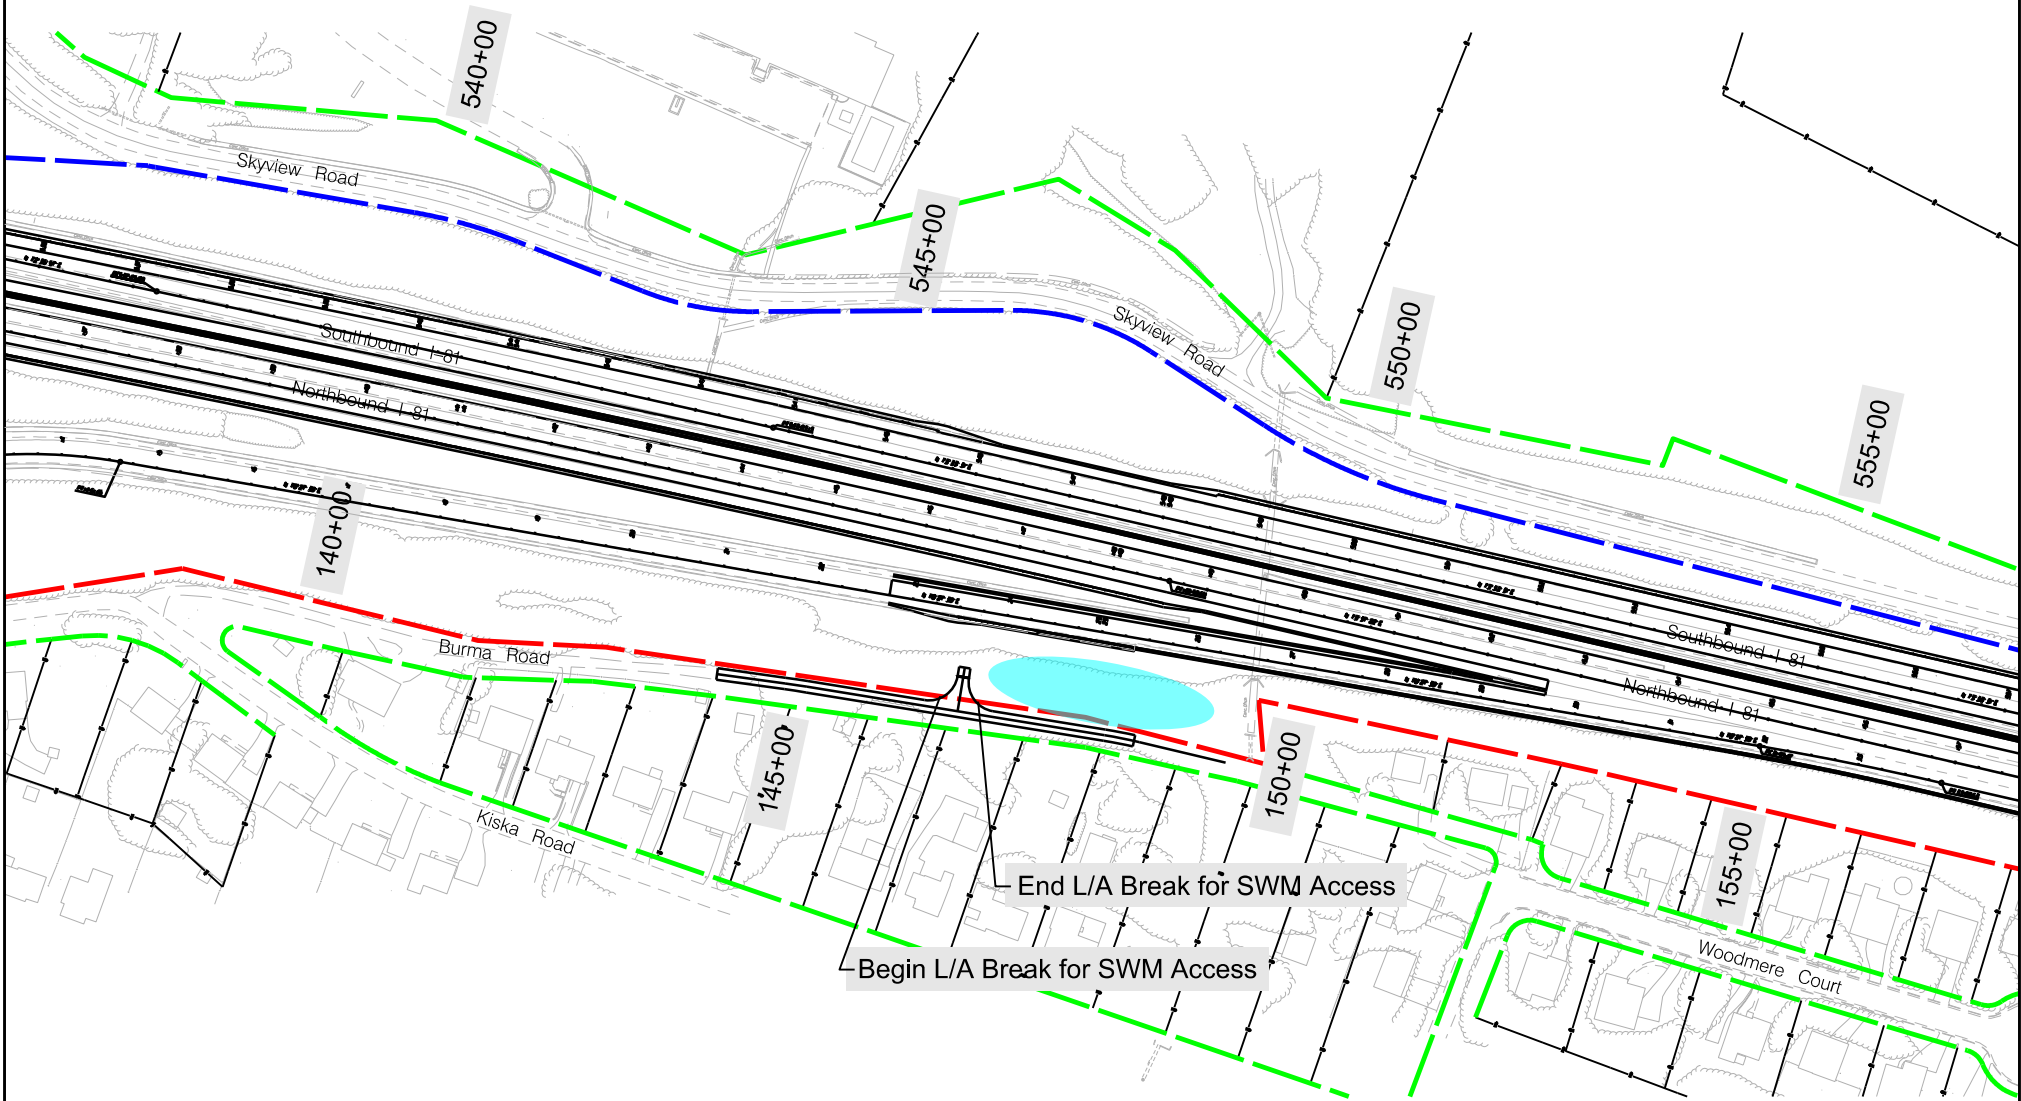 540+00
Skyview Road
545+00
Skyview Road
550+00
555+00
Southbound I-81
Northbound I-81
140+00
Burma Road
Southbound I-81
Northbound I-81
145+00
150+00
Kiska Road
155+00
End L/A Break for SWM Access
Begin L/A Break for SWM Access
Woodmere Court